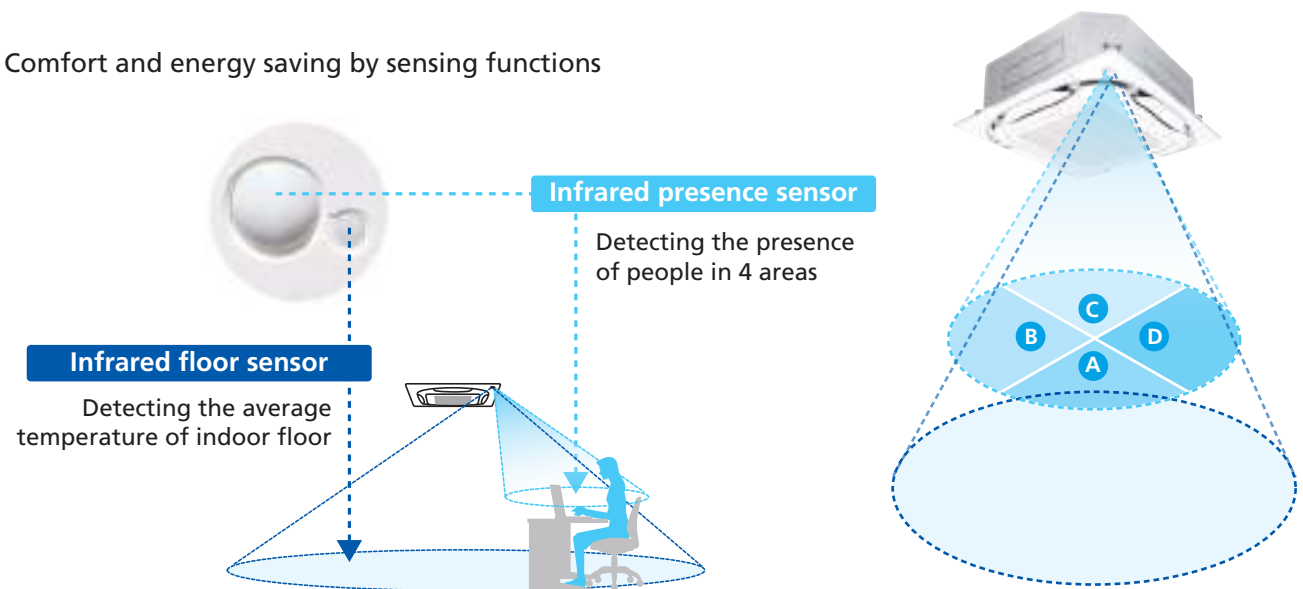 Comfort and energy saving by sensing functions
Infrared presence sensor
Detecting the presence
of people in 4 areas
Infrared floor sensor
Detecting the average
temperature of indoor floor
C
B
D
A